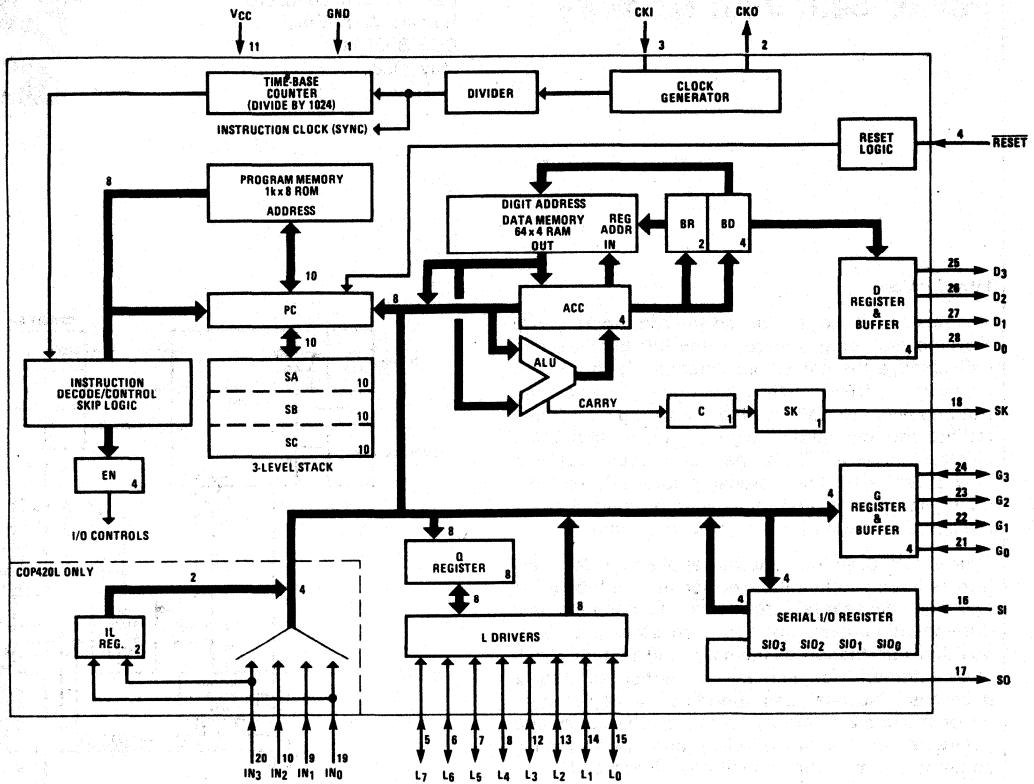 VCC GND CKI CKO
11 1 3 2
TIME-BASE
COUNTER
(DIVIDE BY 1024)
DIVIDER
CLOCK
GENERATOR
INSTRUCTION CLOCK (SYNC)
RESET
LOGIC
4
RESET
8
PROGRAM MEMORY
1k x 8 ROM
ADDRESS
DIGIT ADDRESS
DATA MEMORY
64 x 4 RAM
OUT
REG
ADDR
IN
BR
2
BD
4
10
PC
8
ACC
4
D
REGISTER
&
BUFFER
4
25 D3
26 D2
27 D1
28 D0
10
INSTRUCTION
DECODE/CONTROL
SKIP LOGIC
SA
10
SB
10
SC
10
3-LEVEL STACK
ALU
CARRY
C
1
SK
1
18
SK
EN
4
I/O CONTROLS
4
G
REGISTER
&
BUFFER
4
24 G3
23 G2
22 G1
21 G0
COP420L ONLY
2
4
8
Q
REGISTER
8
8
8
4
4
IL
REG.
2
L DRIVERS
SERIAL I/O REGISTER
SIO3 SIO2 SIO1 SIO0
16
SI
17
SO
20 10 9 19
IN3 IN2 IN1 IN0
5 6 7 8 12 13 14 15
L7 L6 L5 L4 L3 L2 L1 L0